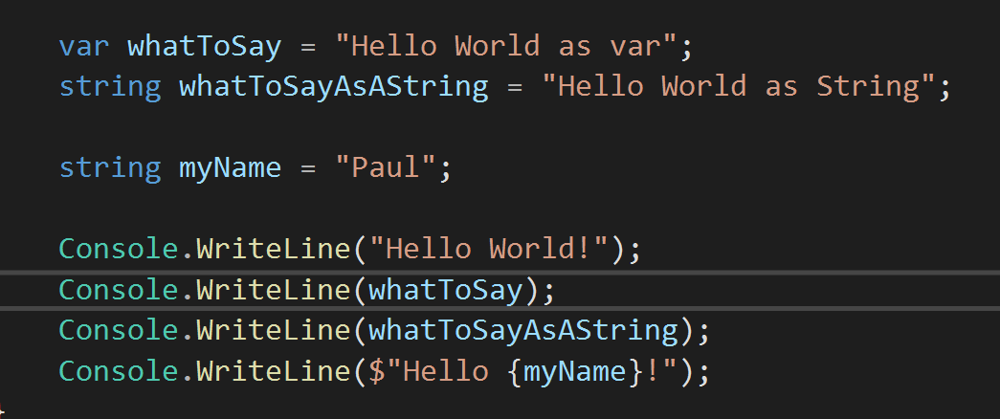 var whatToSay = "Hello World as var";
string whatToSayAsAString = "Hello World as String";
string myName = "Paul";
Console.WriteLine("Hello World!");
Console.WriteLine(whatToSay);
Console.WriteLine(whatToSayAsAString);
Console.WriteLine($"Hello {myName}!");